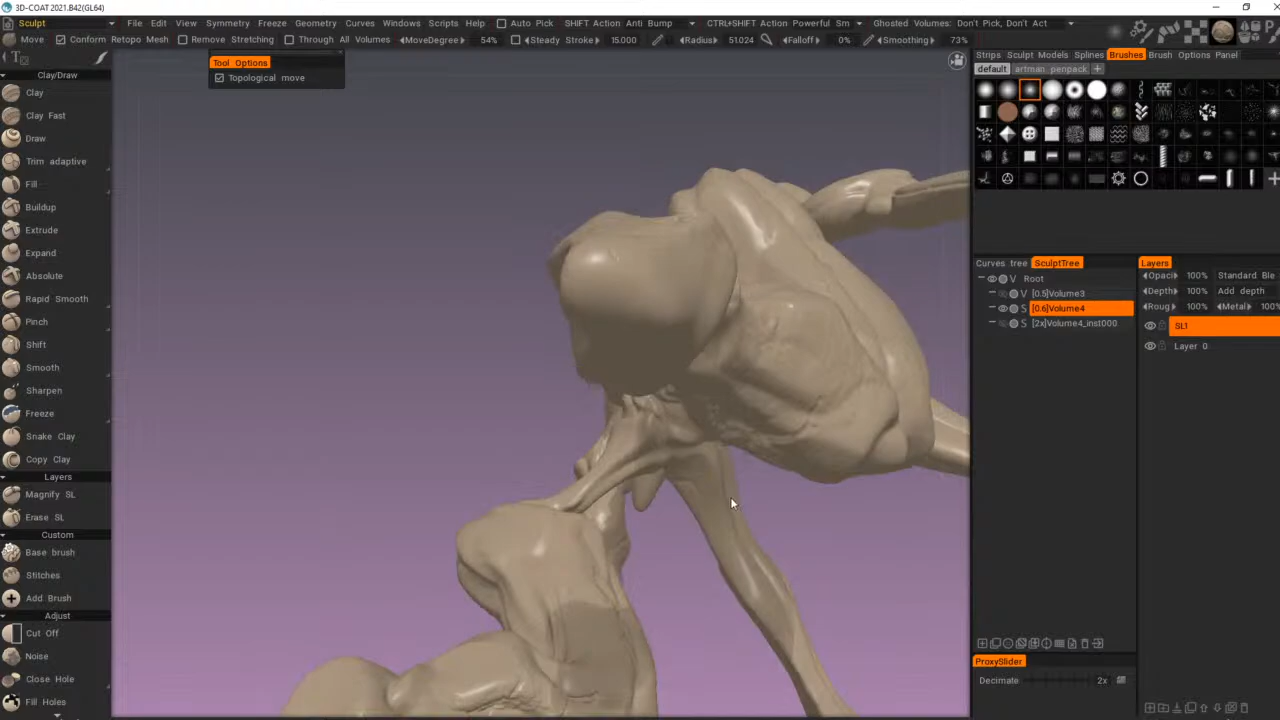 3D-COAT 2021.B42(GL64)
Sculpt File Edit View Symmetry Freeze Geometry Curves Windows Scripts Help Auto Pick SHIFT Action Anti Bump CTRL+SHIFT Action Powerful Sm Ghosted Volumes: Don't Pick, Don't Act
Move Conform Retopo Mesh Remove Stretching Through All Volumes MoveDegree 54% Steady Stroke 15.000 Radius 51.024 Falloff 0% Smoothing 73%
Tool Options
Topological move
Clay/Draw
Clay
Clay Fast
Draw
Trim adaptive
Fill
Buildup
Extrude
Expand
Absolute
Rapid Smooth
Pinch
Shift
Smooth
Sharpen
Freeze
Snake Clay
Copy Clay
Layers
Magnify SL
Erase SL
Custom
Base brush
Stitches
Add Brush
Adjust
Cut Off
Noise
Close Hole
Fill Holes
Strips Sculpt Models Splines Brushes Brush Options Panel
default artman penpack +
Curves tree SculptTree
Root
V [0.5]Volume3
S [0.6]Volume4
S [2x]Volume4_inst000
ProxySlider
Decimate 2x
Layers
Opaci 100% Standard Ble
Depth 100% Add depth
Roug 100% Metal 100%
SL1
Layer 0